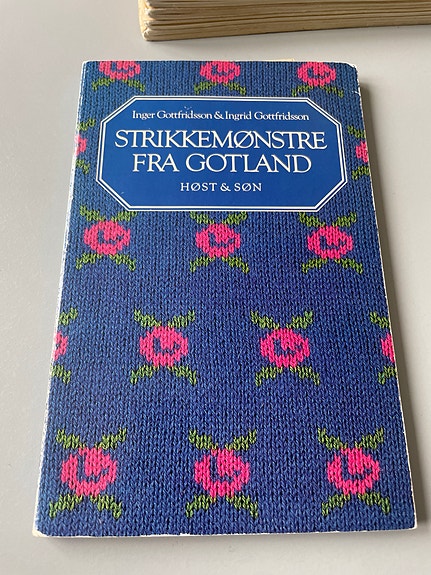 Inger Gottfridsson & Ingrid Gottfridsson
STRIKKEMØNSTRE
FRA GOTLAND
HØST & SØN